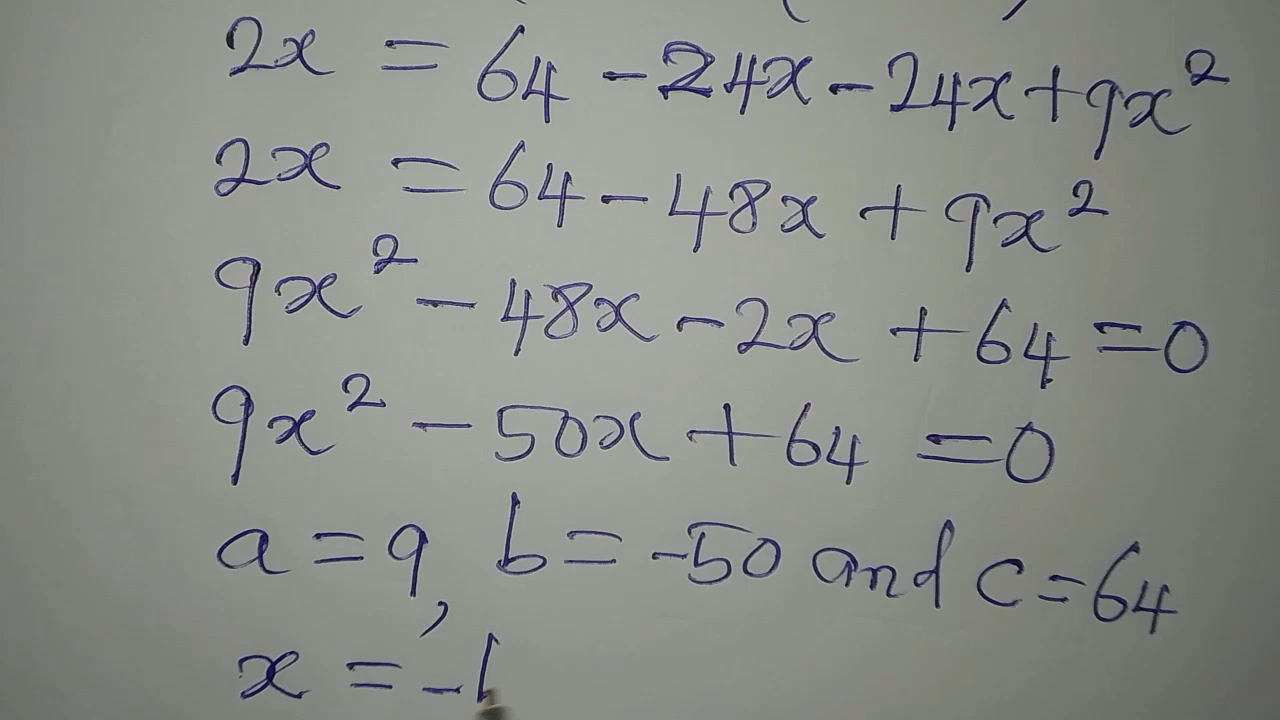 2x = 64 - 24x - 24x + 9x²
2x = 64 - 48x + 9x²
9x² - 48x - 2x + 64 = 0
9x² - 50x + 64 = 0
a = 9, b = -50 and c = 64
x = -